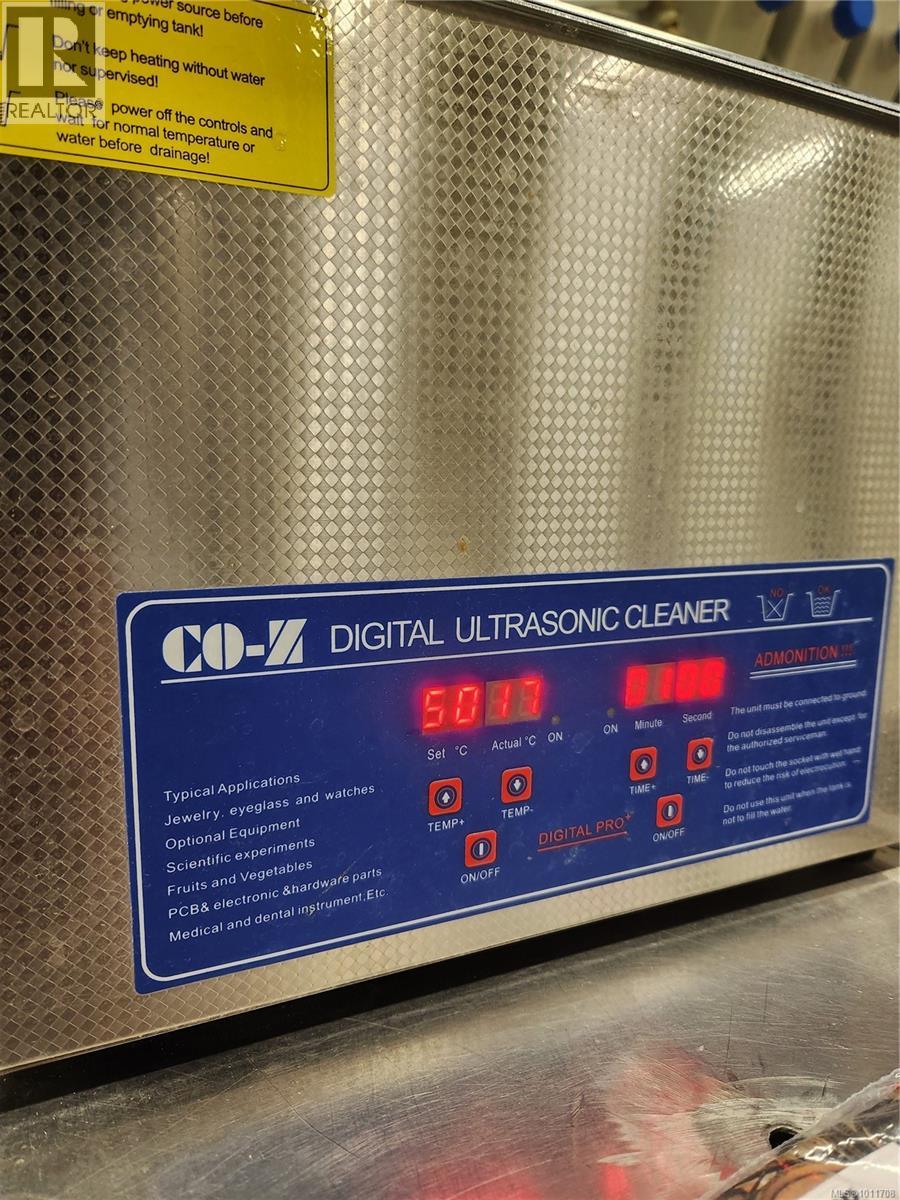 power source before
filling or emptying tank!
Don't keep heating without water
nor supervised!
Please power off the controls and
wait for normal temperature or
water before drainage!
R
REALTOR
CO-Z DIGITAL ULTRASONIC CLEANER
NO OK
ADMONITION !!!
50 17
Set °C Actual °C ON
ON Minute Second
The unit must be connected to ground.
Do not disassemble the unit except for
the authorized serviceman.
Do not touch the socket with wet hand
to reduce the risk of electrocution.
Do not use this unit when the tank is
not to fill the water.
TEMP+ TEMP-
TIME+ TIME-
ON/OFF
DIGITAL PRO+
ON/OFF
Typical Applications
Jewelry. eyeglass and watches
Optional Equipment
Scientific experiments
Fruits and Vegetables
PCB& electronic &hardware parts
Medical and dental instrument,Etc.
MLS® 1011708